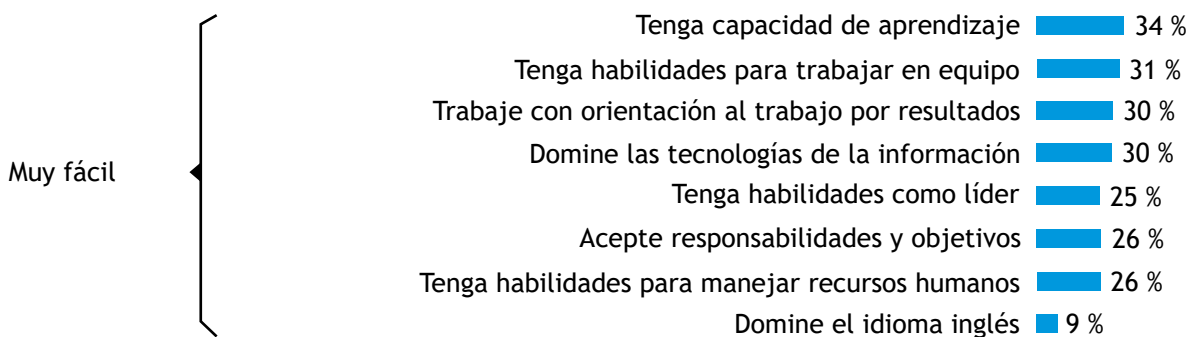 Muy fácil
Tenga capacidad de aprendizaje 34 %
Tenga habilidades para trabajar en equipo 31 %
Trabaje con orientación al trabajo por resultados 30 %
Domine las tecnologías de la información 30 %
Tenga habilidades como líder 25 %
Acepte responsabilidades y objetivos 26 %
Tenga habilidades para manejar recursos humanos 26 %
Domine el idioma inglés 9 %